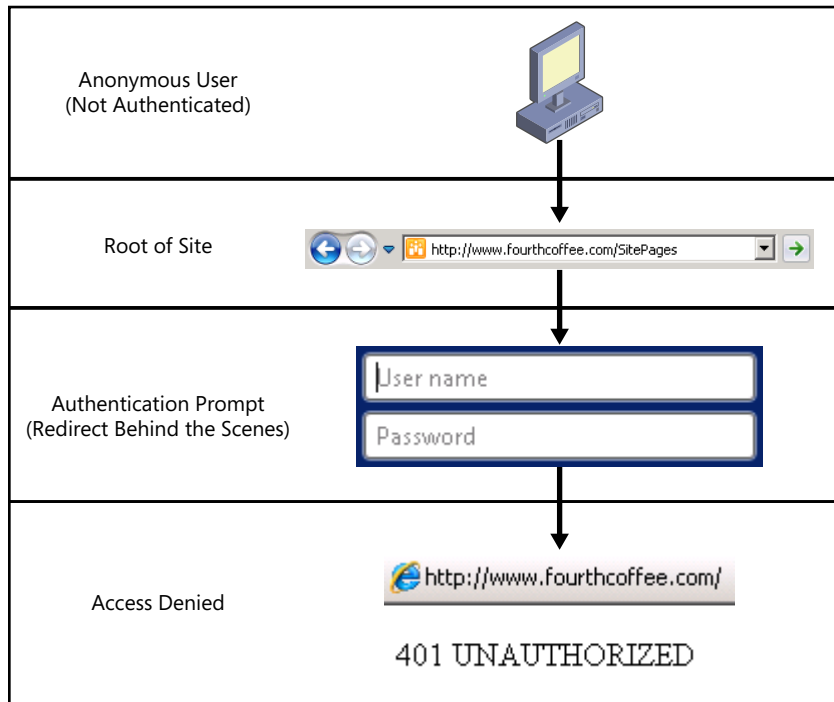 Anonymous User
(Not Authenticated)
Root of Site
http://www.fourthcoffee.com/SitePages
Authentication Prompt
(Redirect Behind the Scenes)
User name
Password
Access Denied
http://www.fourthcoffee.com/
401 UNAUTHORIZED